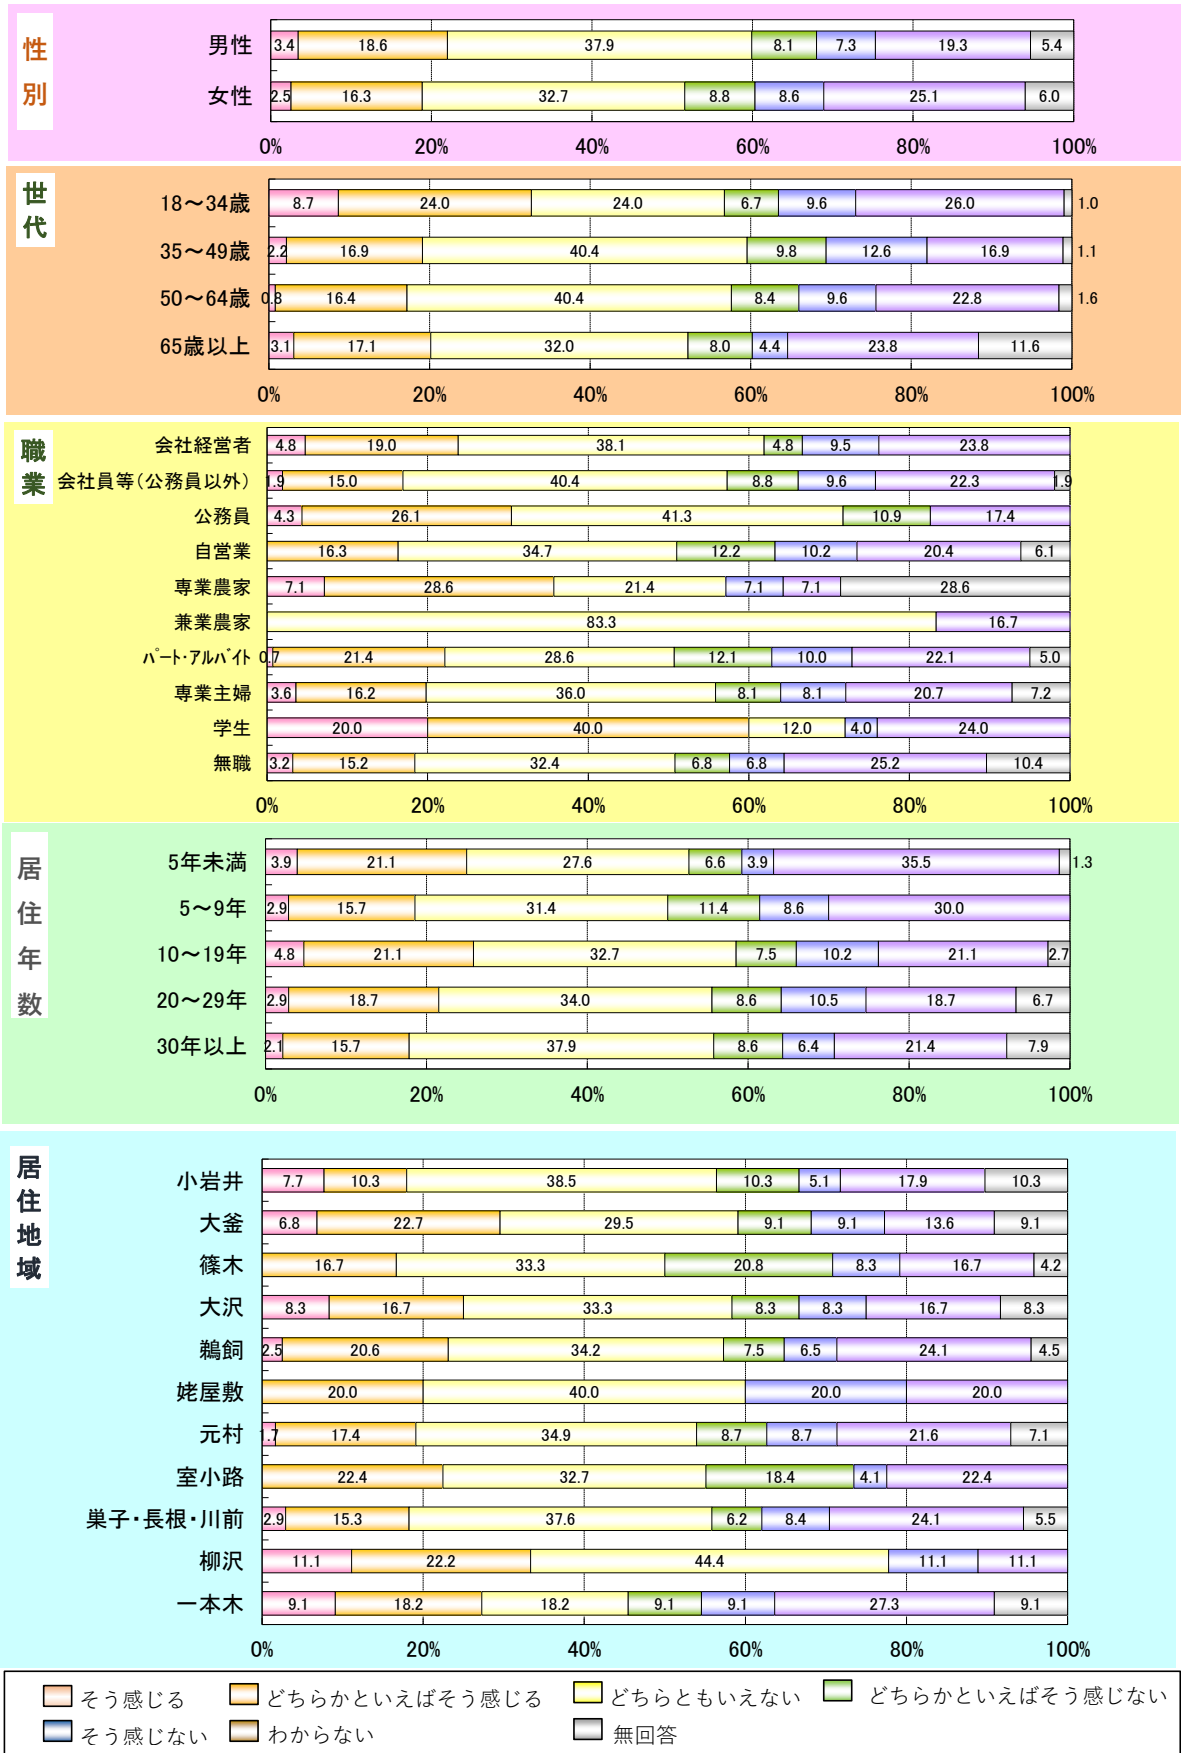 性別
男性 3.4 18.6 37.9 8.1 7.3 19.3 5.4
女性 2.5 16.3 32.7 8.8 8.6 25.1 6.0
0% 20% 40% 60% 80% 100%
世代
18～34歳 8.7 24.0 24.0 6.7 9.6 26.0 1.0
35～49歳 2.2 16.9 40.4 9.8 12.6 16.9 1.1
50～64歳 0.8 16.4 40.4 8.4 9.6 22.8 1.6
65歳以上 3.1 17.1 32.0 8.0 4.4 23.8 11.6
0% 20% 40% 60% 80% 100%
職業
会社経営者 4.8 19.0 38.1 4.8 9.5 23.8
会社員等(公務員以外) 1.9 15.0 40.4 8.8 9.6 22.3 1.9
公務員 4.3 26.1 41.3 10.9 17.4
自営業 16.3 34.7 12.2 10.2 20.4 6.1
専業農家 7.1 28.6 21.4 7.1 7.1 28.6
兼業農家 83.3 16.7
ﾊﾟｰﾄ･ｱﾙﾊﾞｲﾄ 0.7 21.4 28.6 12.1 10.0 22.1 5.0
専業主婦 3.6 16.2 36.0 8.1 8.1 20.7 7.2
学生 20.0 40.0 12.0 4.0 24.0
無職 3.2 15.2 32.4 6.8 6.8 25.2 10.4
0% 20% 40% 60% 80% 100%
居住年数
5年未満 3.9 21.1 27.6 6.6 3.9 35.5 1.3
5～9年 2.9 15.7 31.4 11.4 8.6 30.0
10～19年 4.8 21.1 32.7 7.5 10.2 21.1 2.7
20～29年 2.9 18.7 34.0 8.6 10.5 18.7 6.7
30年以上 2.1 15.7 37.9 8.6 6.4 21.4 7.9
0% 20% 40% 60% 80% 100%
居住地域
小岩井 7.7 10.3 38.5 10.3 5.1 17.9 10.3
大釜 6.8 22.7 29.5 9.1 9.1 13.6 9.1
篠木 16.7 33.3 20.8 8.3 16.7 4.2
大沢 8.3 16.7 33.3 8.3 8.3 16.7 8.3
鵜飼 2.5 20.6 34.2 7.5 6.5 24.1 4.5
姥屋敷 20.0 40.0 20.0 20.0
元村 1.7 17.4 34.9 8.7 8.7 21.6 7.1
室小路 22.4 32.7 18.4 4.1 22.4
巣子・長根・川前 2.9 15.3 37.6 6.2 8.4 24.1 5.5
柳沢 11.1 22.2 44.4 11.1 11.1
一本木 9.1 18.2 18.2 9.1 9.1 27.3 9.1
0% 20% 40% 60% 80% 100%
そう感じる どちらかといえばそう感じる どちらともいえない どちらかといえばそう感じない
そう感じない わからない 無回答